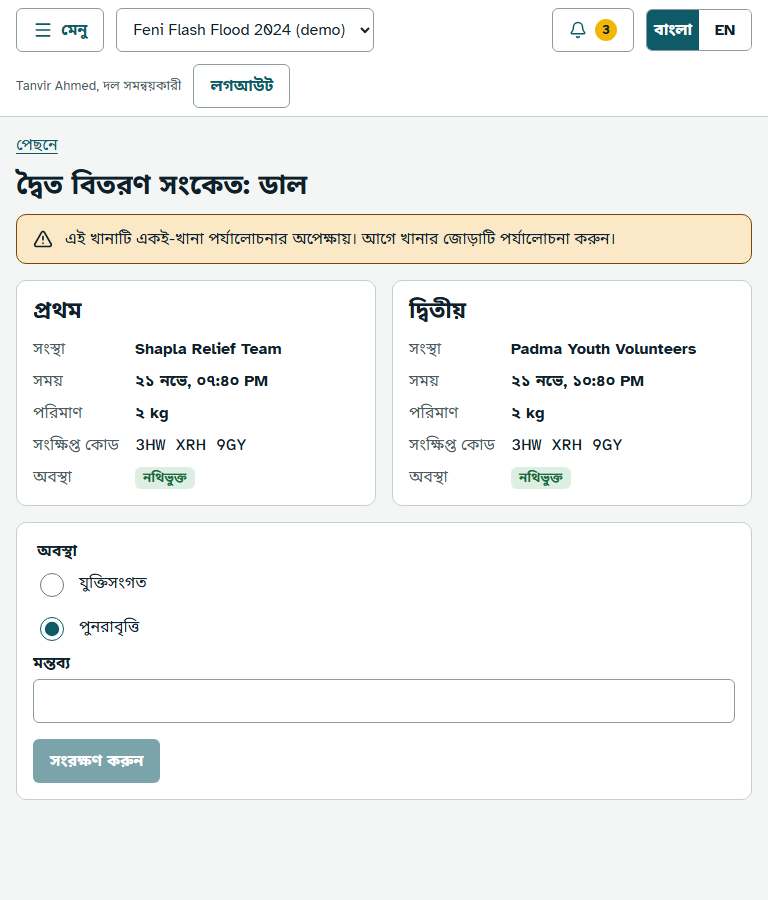 মেনু
Feni Flash Flood 2024 (demo)
3
বাংলা
EN
Tanvir Ahmed, দল সমন্বয়কারী
লগআউট
পেছনে
দ্বৈত বিতরণ সংকেত: ডাল
এই খানাটি একই-খানা পর্যালোচনার অপেক্ষায়। আগে খানার জোড়াটি পর্যালোচনা করুন।
প্রথম
সংস্থা Shapla Relief Team
সময় ২১ নভে, ০৭:৪০ PM
পরিমাণ ২ kg
সংক্ষিপ্ত কোড 3HW XRH 9GY
অবস্থা নথিভুক্ত
দ্বিতীয়
সংস্থা Padma Youth Volunteers
সময় ২১ নভে, ১০:৪০ PM
পরিমাণ ২ kg
সংক্ষিপ্ত কোড 3HW XRH 9GY
অবস্থা নথিভুক্ত
অবস্থা
যুক্তিসংগত
পুনরাবৃত্তি
মন্তব্য
সংরক্ষণ করুন